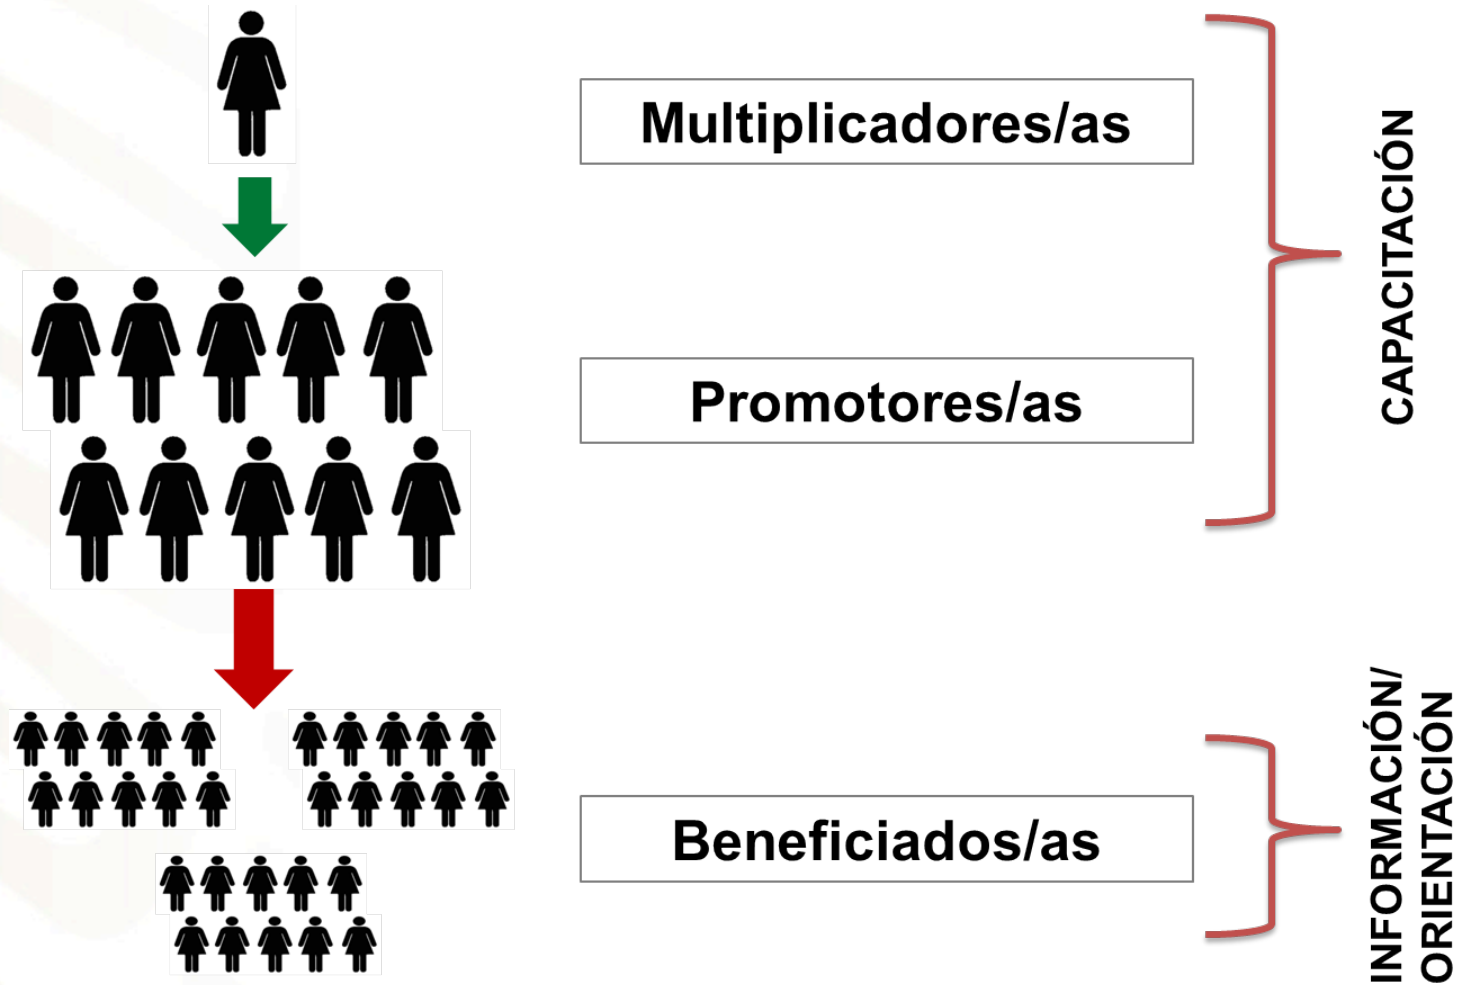 Multiplicadores/as
CAPACITACIÓN
Promotores/as
Beneficiados/as
INFORMACIÓN/
ORIENTACIÓN